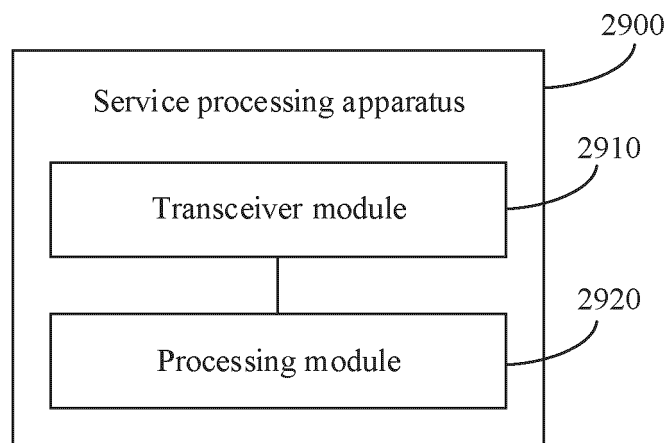 2900
Service processing apparatus
2910
Transceiver module
2920
Processing module